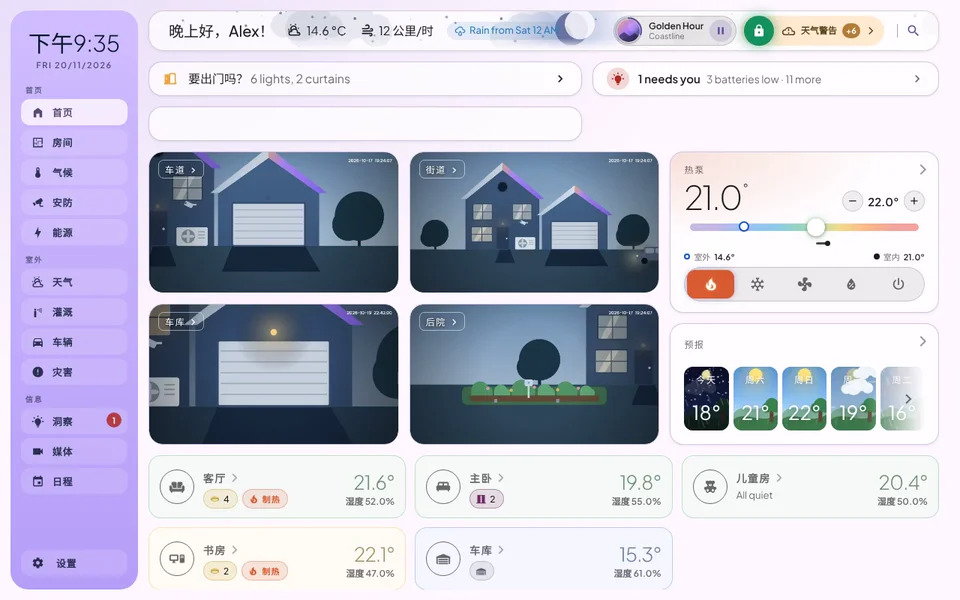 下午9:35
FRI 20/11/2026
首页
首页
房间
气候
安防
能源
室外
天气
灌溉
车辆
灾害
信息
洞察 1
媒体
日程
设置
晚上好，Alex！
14.6°C
12 公里/时
Rain from Sat 12 AM
Golden Hour
Coastline
天气警告 +6
要出门吗？ 6 lights, 2 curtains
1 needs you 3 batteries low · 11 more
车道
街道
车库
后院
热泵
21.0°
22.0°
室外 14.6°
室内 21.0°
预报
今天 18°
周六 21°
周日 22°
周一 19°
周二 16°
客厅
4
制热
21.6°
湿度 52.0%
主卧
2
19.8°
湿度 55.0%
儿童房
All quiet
20.4°
湿度 50.0%
书房
2
制热
22.1°
湿度 47.0%
车库
15.3°
湿度 61.0%